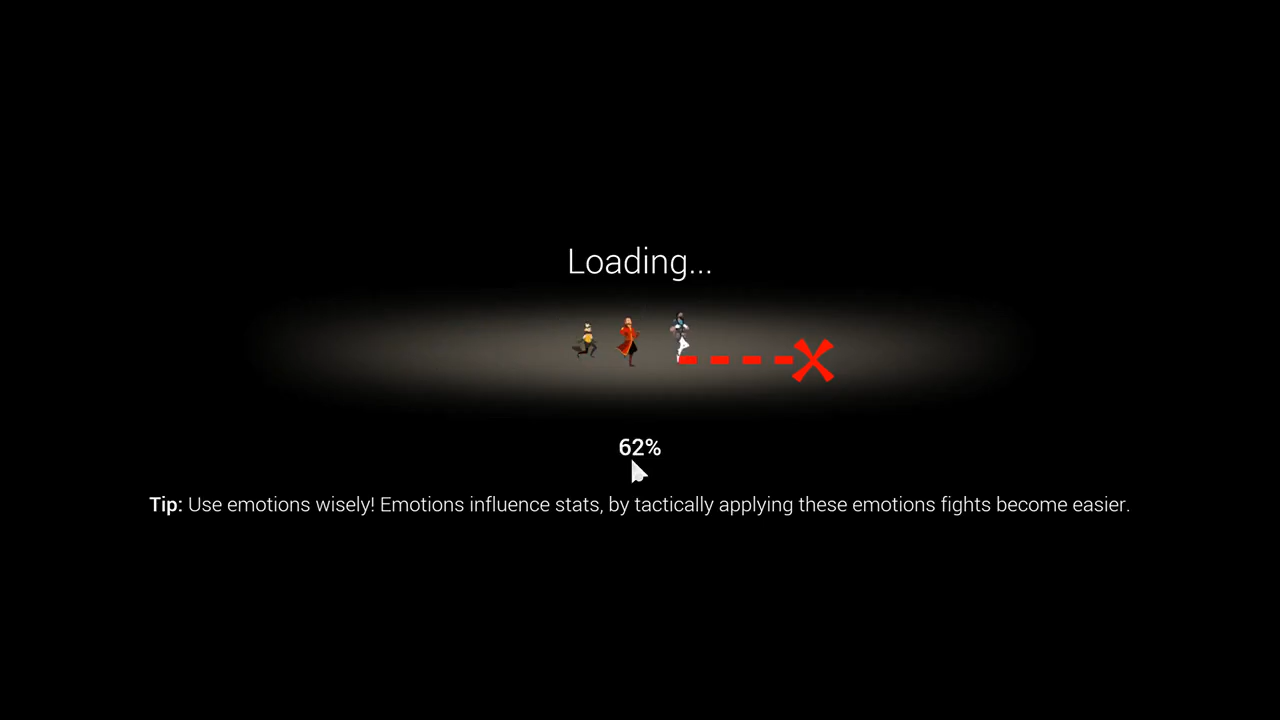 Loading...
62%
Tip: Use emotions wisely! Emotions influence stats, by tactically applying these emotions fights become easier.